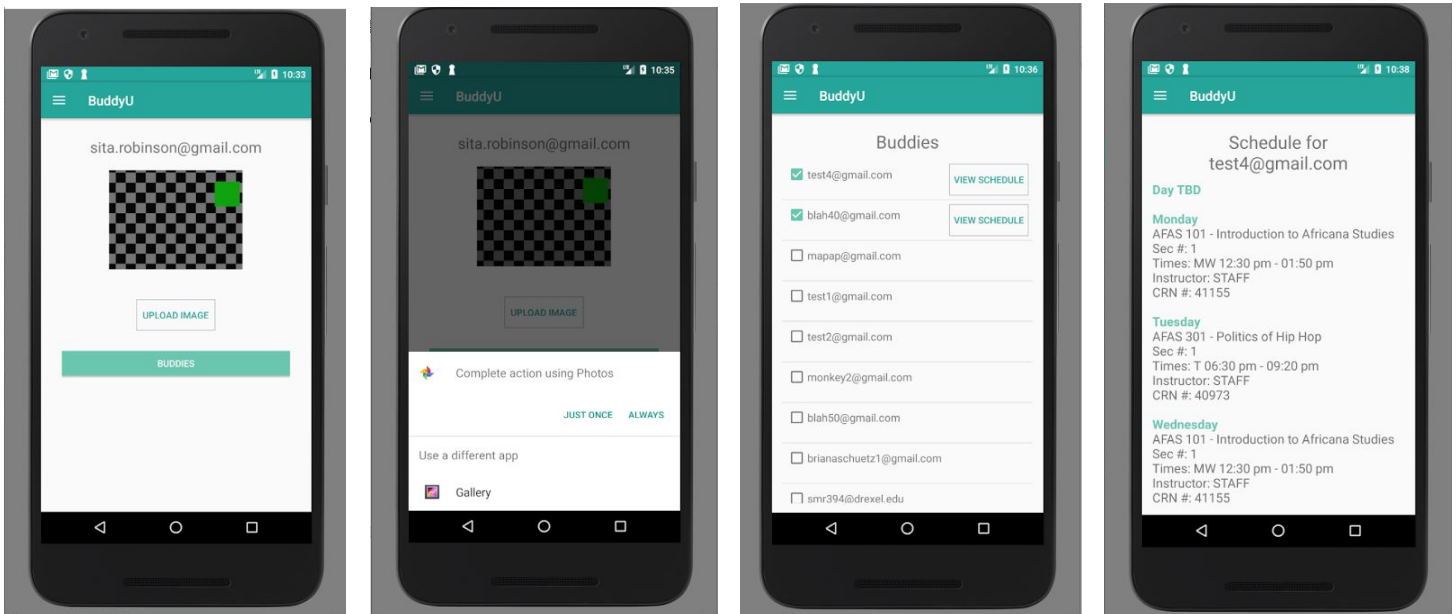 10:33
BuddyU
sita.robinson@gmail.com
UPLOAD IMAGE
BUDDIES
10:35
BuddyU
sita.robinson@gmail.com
UPLOAD IMAGE
Complete action using Photos
JUST ONCE ALWAYS
Use a different app
Gallery
10:36
BuddyU
Buddies
test4@gmail.com VIEW SCHEDULE
blah40@gmail.com VIEW SCHEDULE
mapap@gmail.com
test1@gmail.com
test2@gmail.com
monkey2@gmail.com
blah50@gmail.com
brianaschuetz1@gmail.com
smr394@drexel.edu
10:38
BuddyU
Schedule for
test4@gmail.com
Day TBD
Monday
AFAS 101 - Introduction to Africana Studies
Sec #: 1
Times: MW 12:30 pm - 01:50 pm
Instructor: STAFF
CRN #: 41155
Tuesday
AFAS 301 - Politics of Hip Hop
Sec #: 1
Times: T 06:30 pm - 09:20 pm
Instructor: STAFF
CRN #: 40973
Wednesday
AFAS 101 - Introduction to Africana Studies
Sec #: 1
Times: MW 12:30 pm - 01:50 pm
Instructor: STAFF
CRN #: 41155